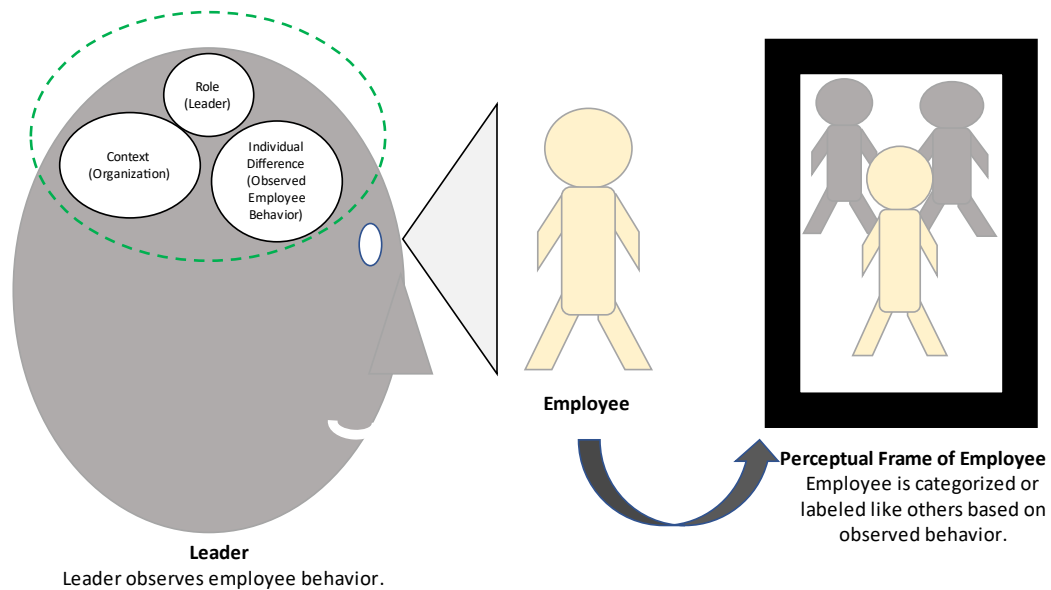 Role
(Leader)
Context
(Organization)
Individual
Difference
(Observed
Employee
Behavior)
Employee
Leader
Leader observes employee behavior.
Perceptual Frame of Employee
Employee is categorized or
labeled like others based on
observed behavior.